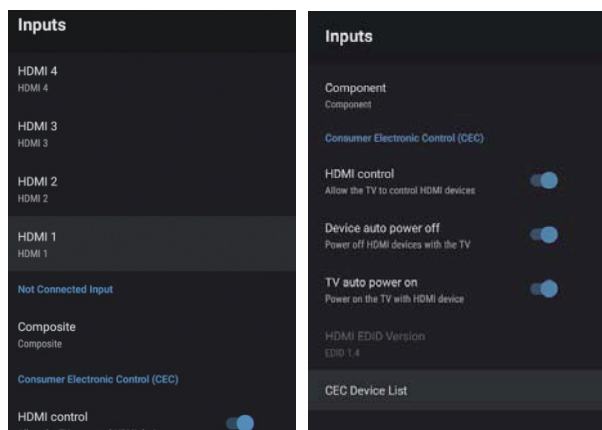 Inputs
HDMI 4
HDMI 4
HDMI 3
HDMI 3
HDMI 2
HDMI 2
HDMI 1
HDMI 1
Not Connected Input
Composite
Composite
Consumer Electronic Control (CEC)
HDMI control
Inputs
Component
Component
Consumer Electronic Control (CEC)
HDMI control
Allow the TV to control HDMI devices
Device auto power off
Power off HDMI devices with the TV
TV auto power on
Power on the TV with HDMI device
HDMI EDID Version
EDID 1.4
CEC Device List